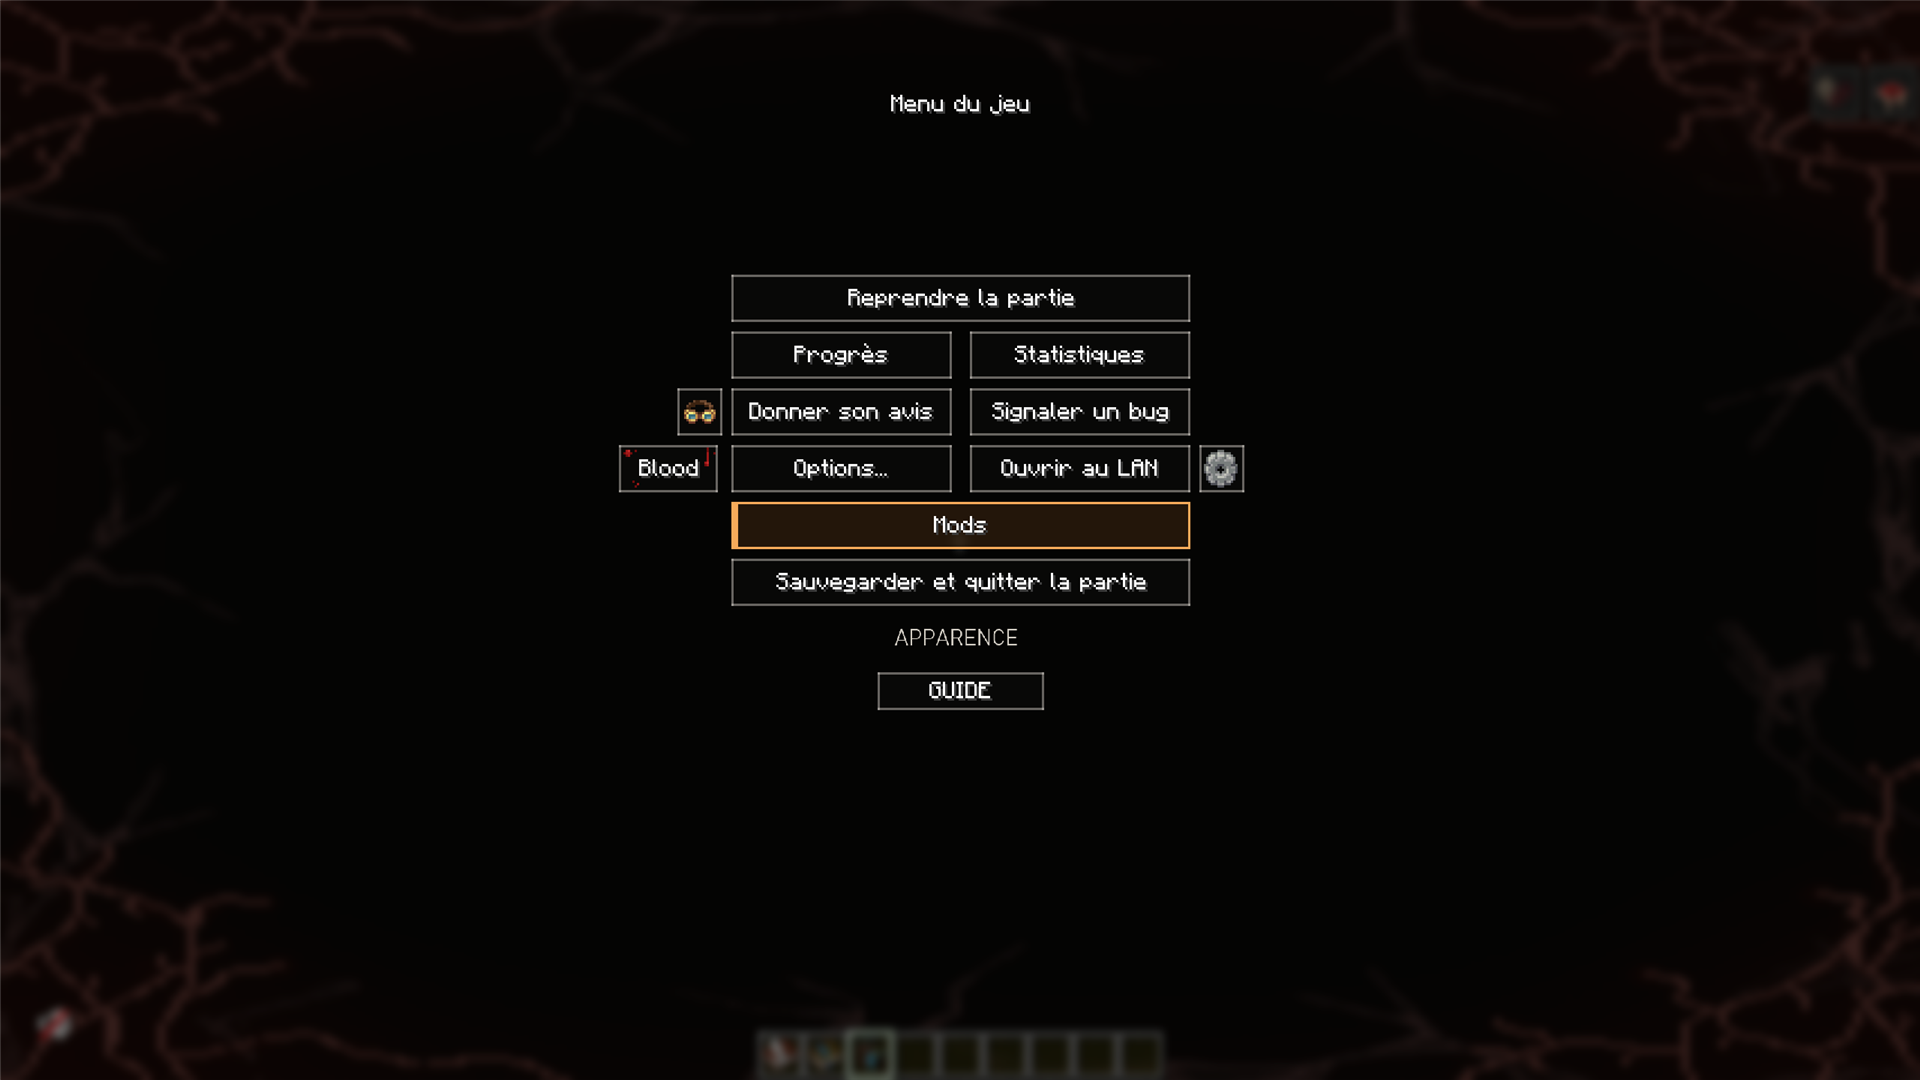 Menu du jeu
Reprendre la partie
Progrès
Statistiques
Donner son avis
Signaler un bug
Blood
Options...
Ouvrir au LAN
Mods
Sauvegarder et quitter la partie
APPARENCE
GUIDE